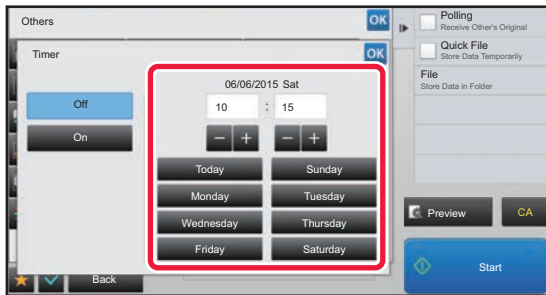 Others
OK
Timer
OK
06/06/2015 Sat
Off
10 : 15
On
− + − +
Today Sunday
Monday Tuesday
Wednesday Thursday
Friday Saturday
Back
Polling
Receive Other's Original
Quick File
Store Data Temporarily
File
Store Data in Folder
Preview
CA
Start